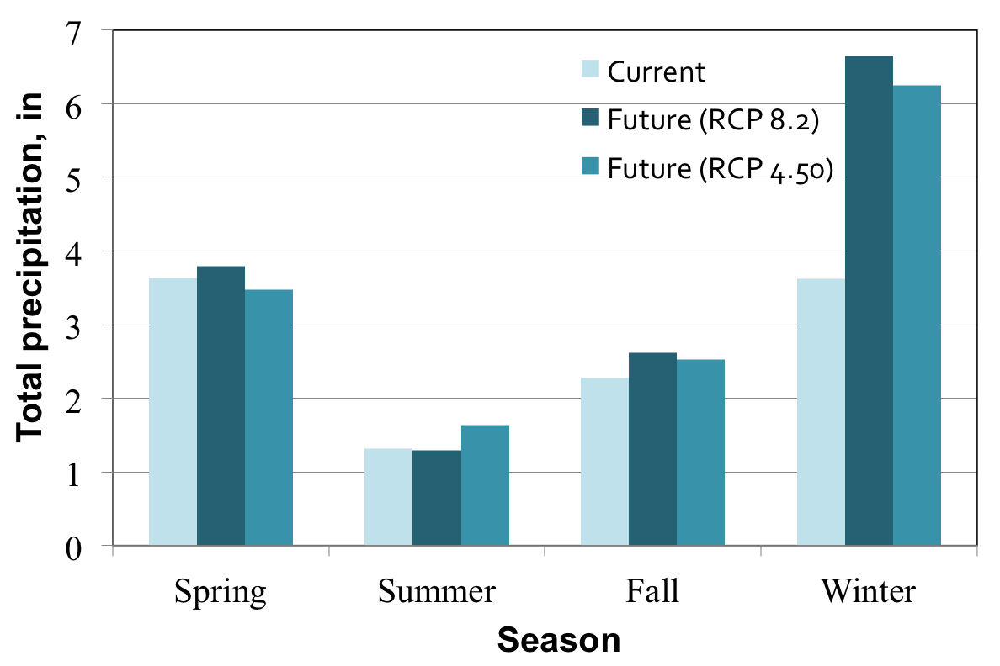 7
6
5
4
3
2
1
0
Total precipitation, in
Current
Future (RCP 8.2)
Future (RCP 4.50)
Spring
Summer
Fall
Winter
Season